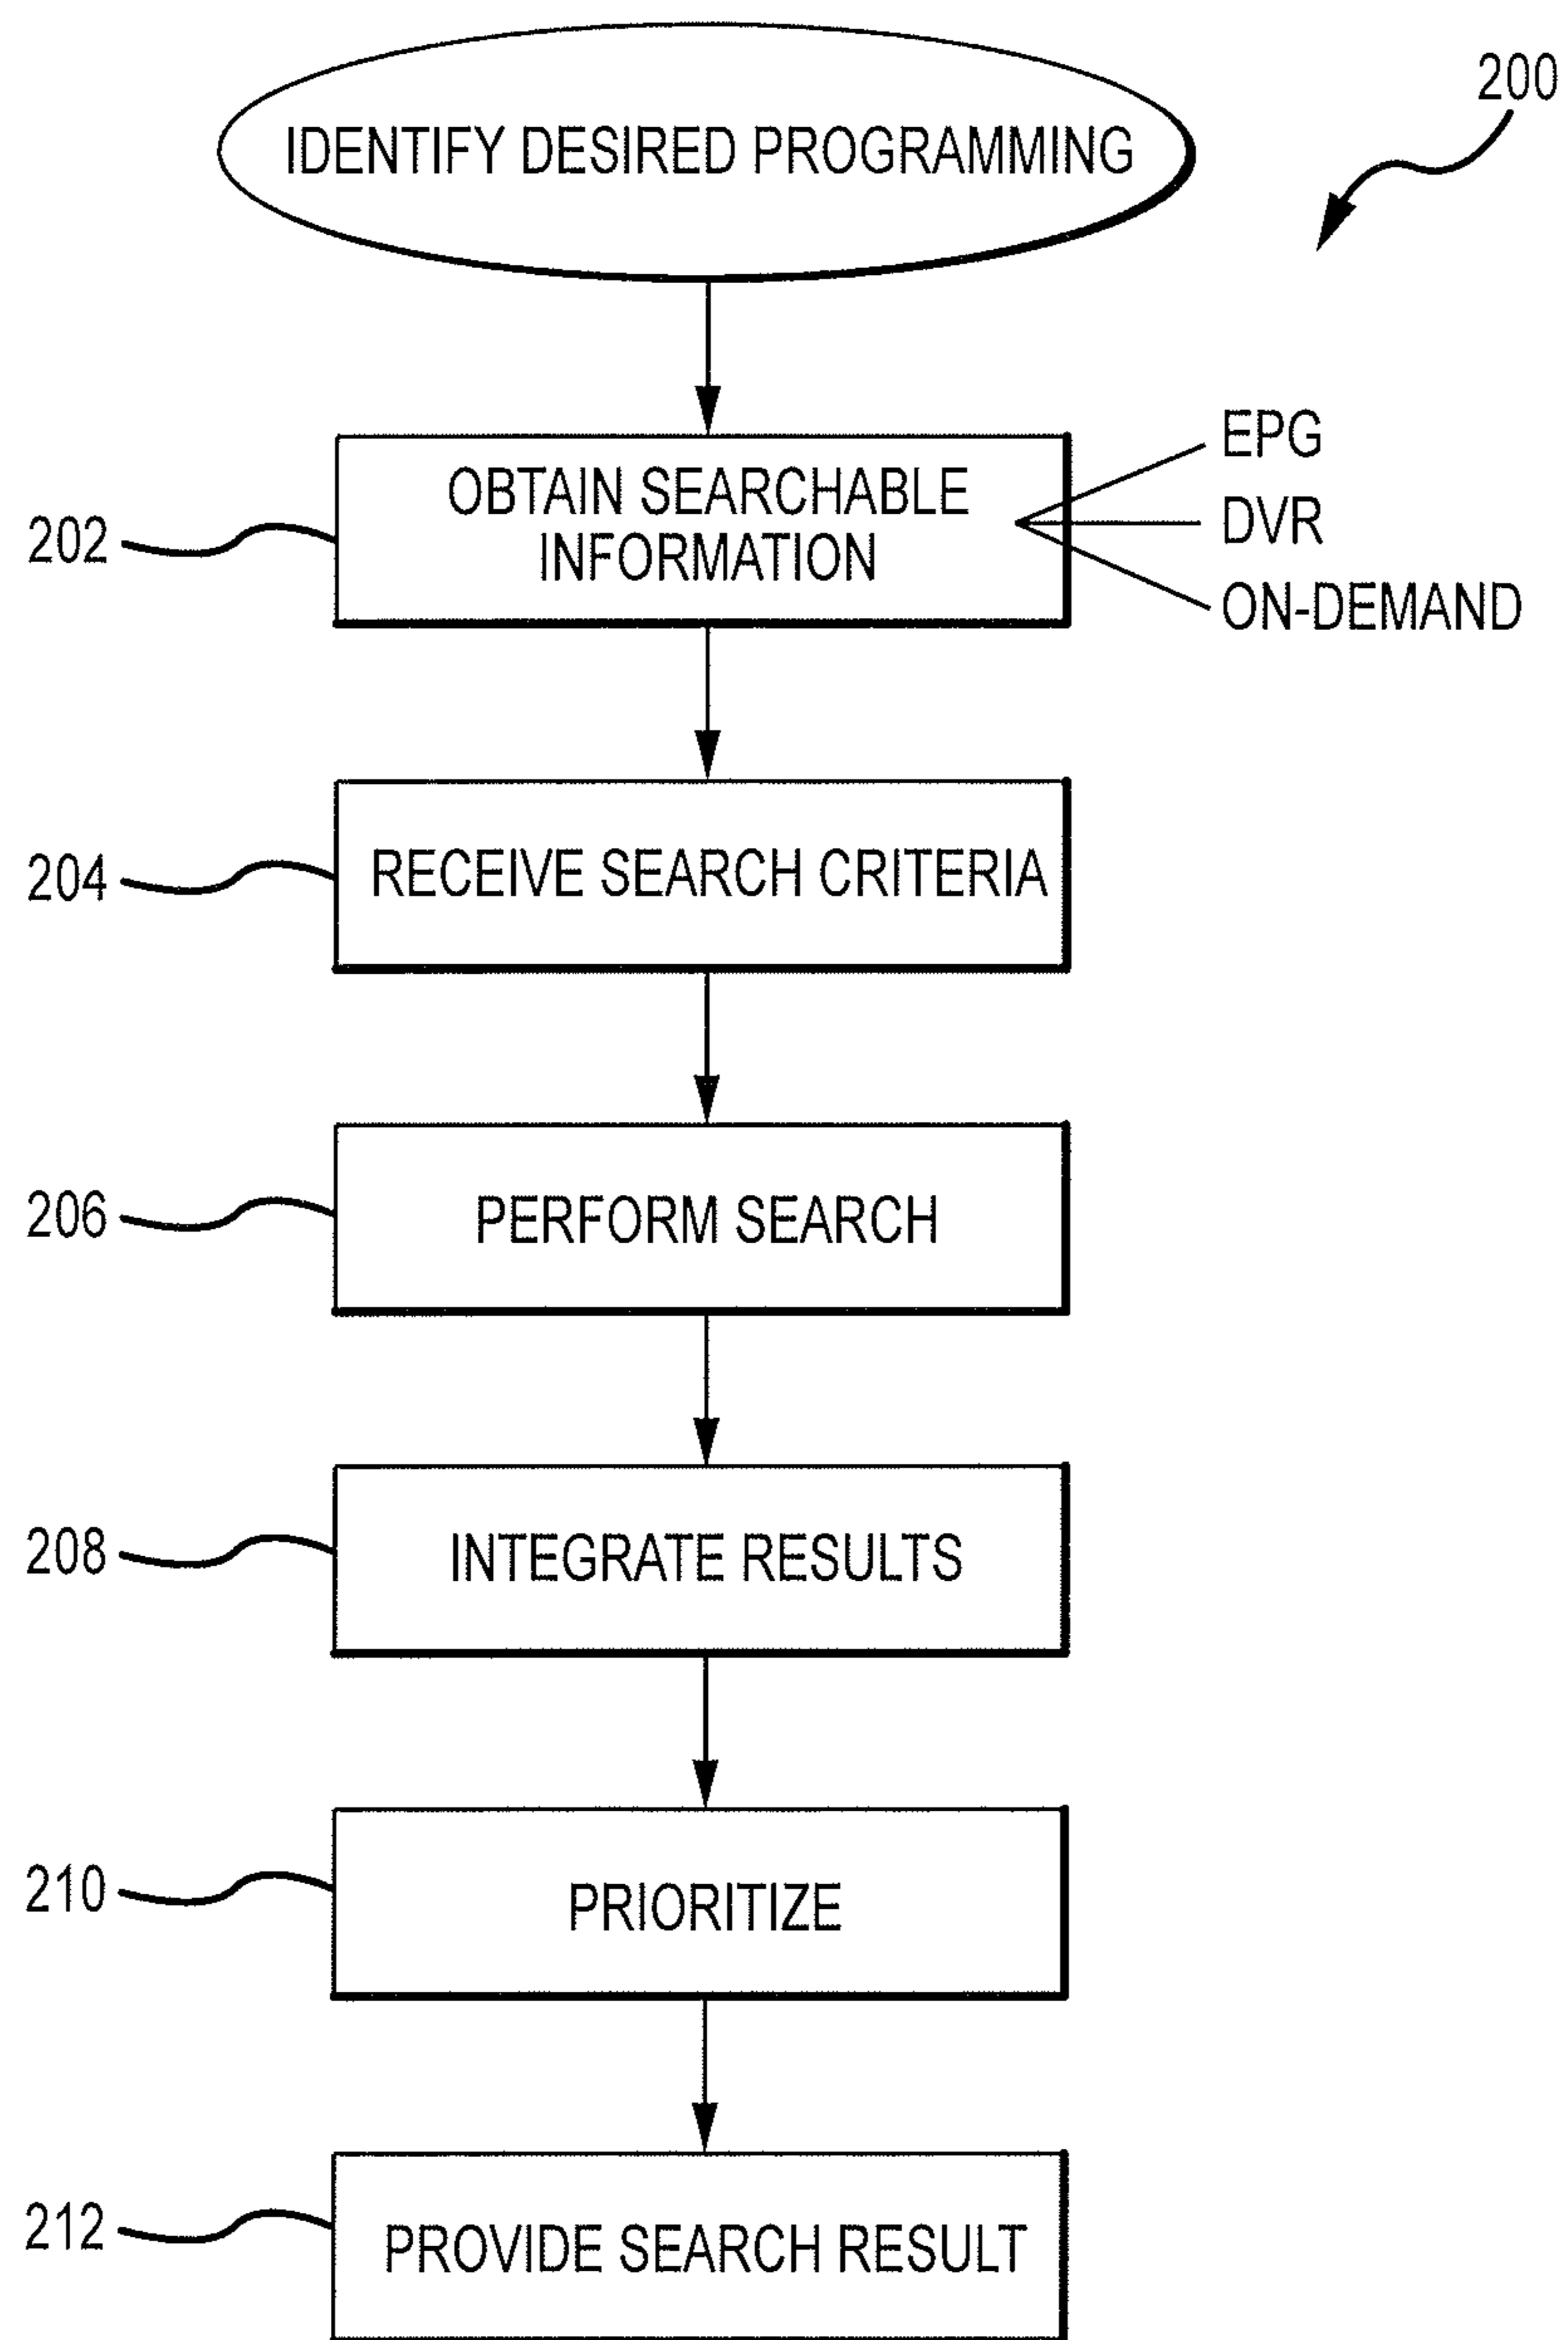 200
IDENTIFY DESIRED PROGRAMMING
202
OBTAIN SEARCHABLE
INFORMATION
EPG
DVR
ON-DEMAND
204
RECEIVE SEARCH CRITERIA
206
PERFORM SEARCH
208
INTEGRATE RESULTS
210
PRIORITIZE
212
PROVIDE SEARCH RESULT